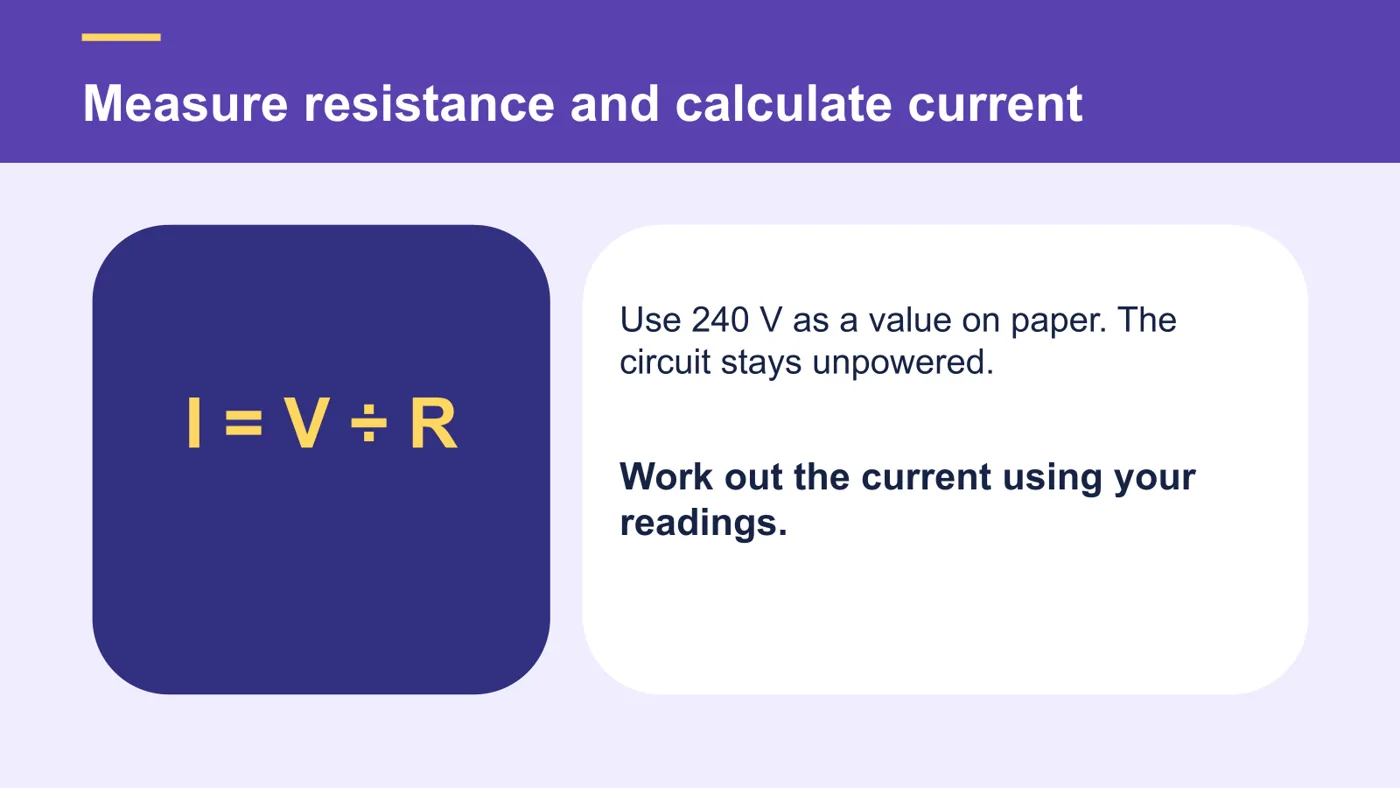 Measure resistance and calculate current
I = V ÷ R
Use 240 V as a value on paper. The
circuit stays unpowered.
Work out the current using your
readings.